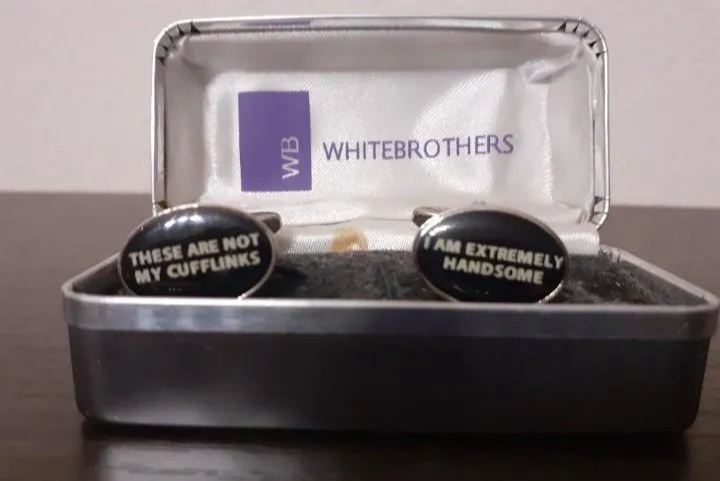 WB
WHITEBROTHERS
THESE ARE NOT
MY CUFFLINKS
I AM EXTREMELY
HANDSOME